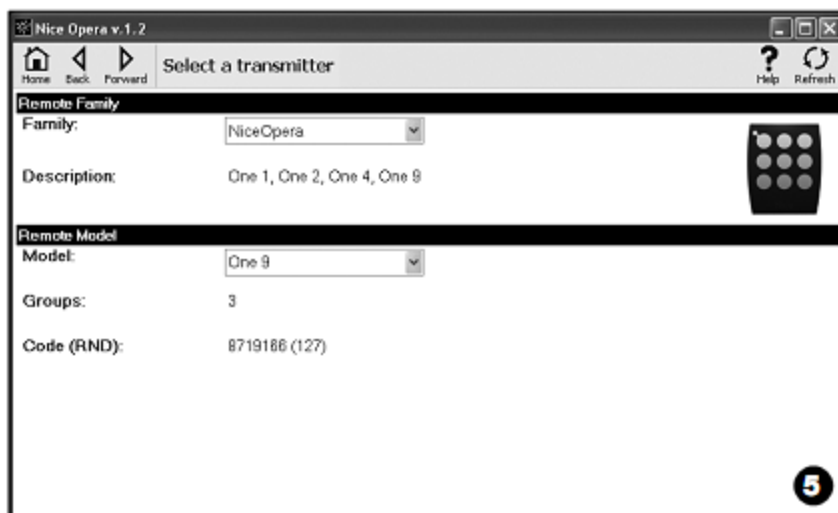 Nice Opera v.1.2
Home Back Forward Select a transmitter Help Refresh
Remote Family
Family: NiceOpera
Description: One 1, One 2, One 4, One 9
Remote Model
Model: One 9
Groups: 3
Code (RND): 8719166 (127)
5